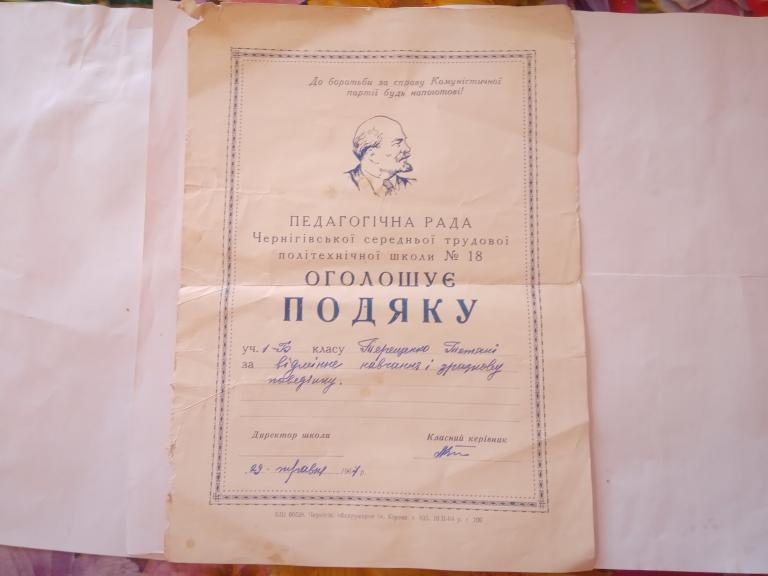 До боротьби за справу Комуністичної
партії будь напоготові!
ПЕДАГОГІЧНА РАДА
Чернігівської середньої трудової
політехнічної школи № 18
ОГОЛОШУЄ
ПОДЯКУ
уч. 1-Б класу Терещенко Тетяні
за відмінне навчання і зразкову
поведінку.
Директор школи
Класний керівник
29 травня 196 р.